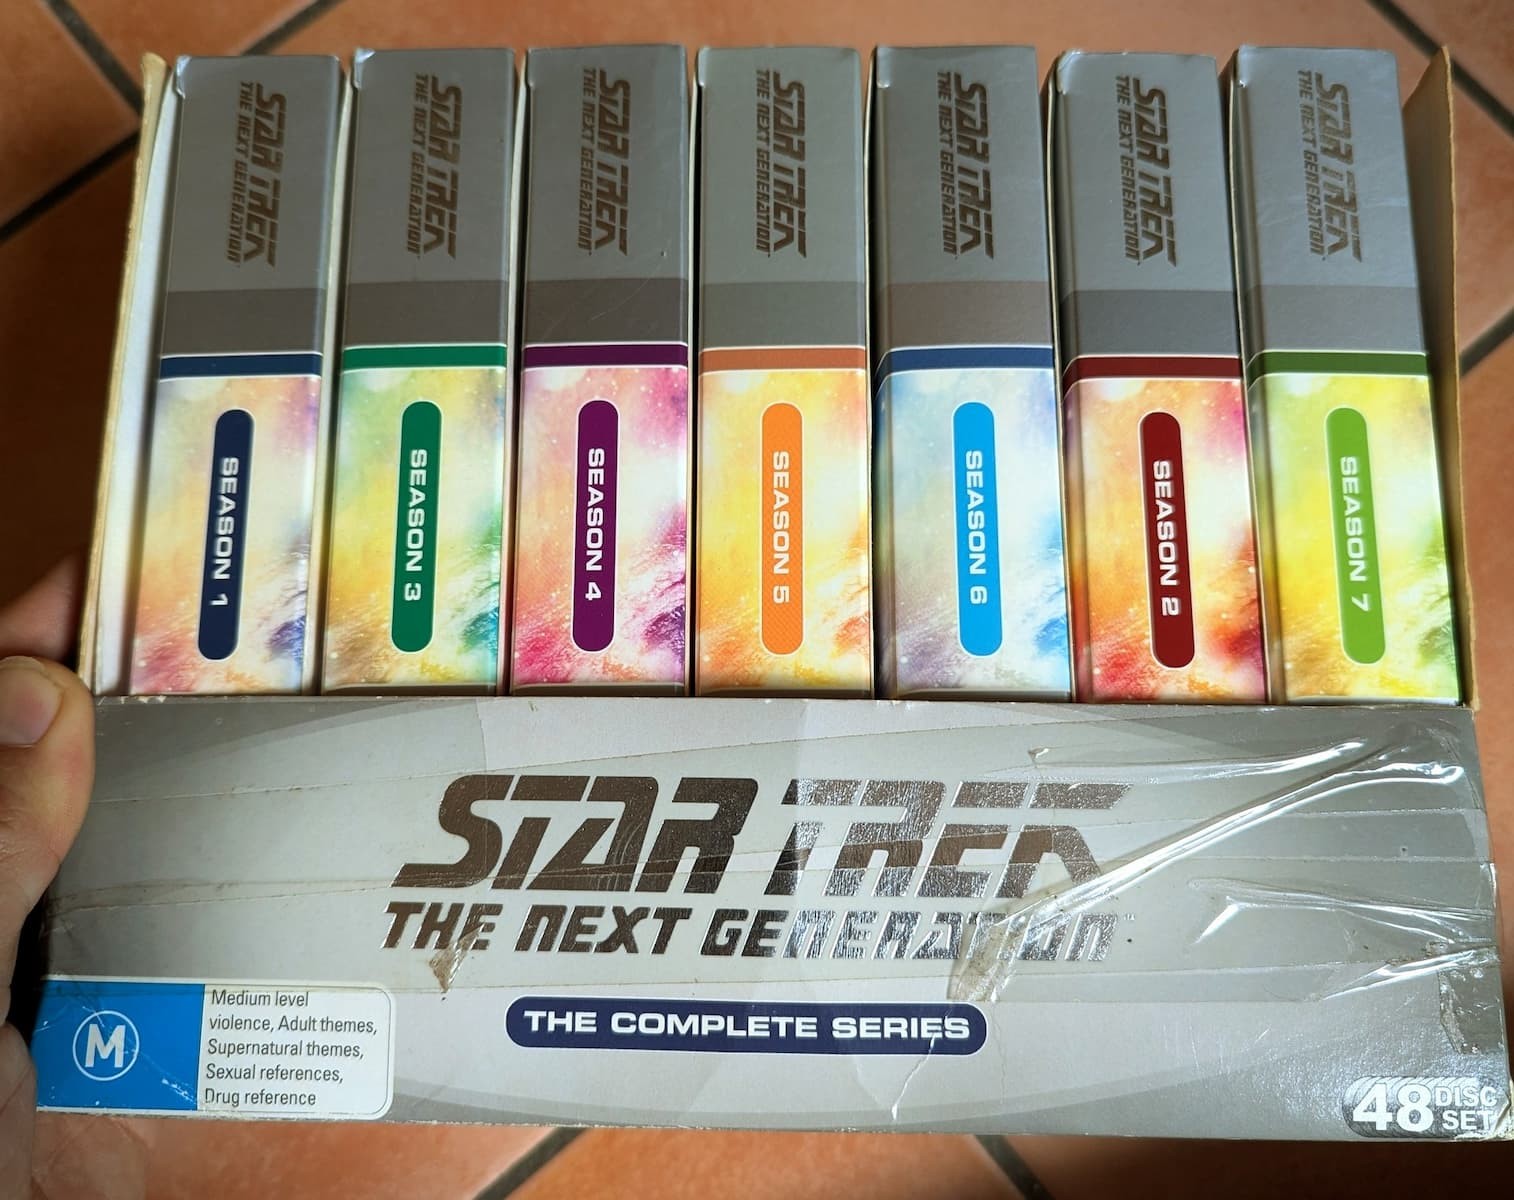 STAR TREK
THE NEXT GENERATION
SEASON 1
STAR TREK
THE NEXT GENERATION
SEASON 3
STAR TREK
THE NEXT GENERATION
SEASON 4
STAR TREK
THE NEXT GENERATION
SEASON 5
STAR TREK
THE NEXT GENERATION
SEASON 6
STAR TREK
THE NEXT GENERATION
SEASON 2
STAR TREK
THE NEXT GENERATION
SEASON 7
STAR TREK
THE NEXT GENERATION™
THE COMPLETE SERIES
M
Medium level
violence, Adult themes,
Supernatural themes,
Sexual references,
Drug reference
48 DISC
SET